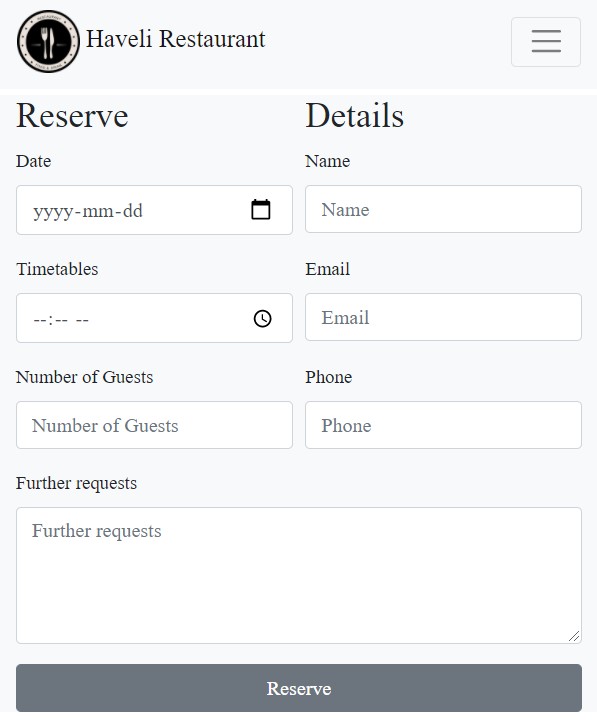 Haveli Restaurant
Reserve
Details
Date
Name
yyyy-mm-dd
Name
Timetables
Email
--:-- --
Email
Number of Guests
Phone
Number of Guests
Phone
Further requests
Further requests
Reserve